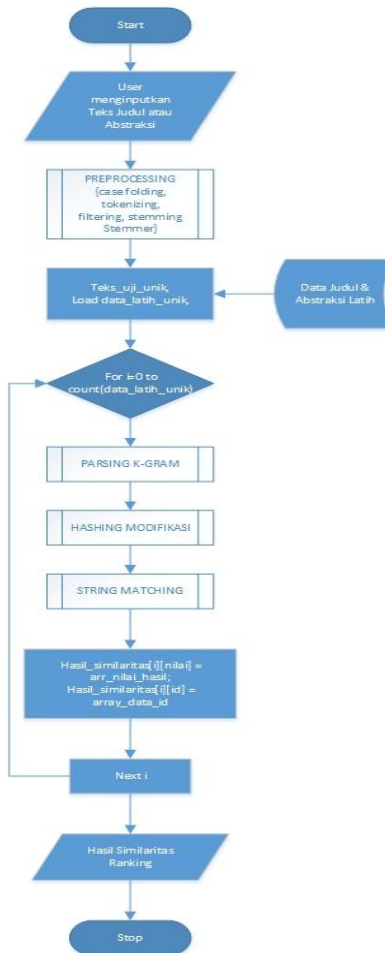 Start
User
menginputkan
Teks Judul atau
Abstraksi
PREPROCESSING
{case folding,
tokenizing,
filtering, stemming
Stemmer}
Teks_uji_unik,
Load data_latih_unik,
Data Judul &
Abstraksi Latih
For i=0 to
count(data_latih_unik)
PARSING K-GRAM
HASHING MODIFIKASI
STRING MATCHING
Hasil_similaritas[i][nilai] =
arr_nilai_hasil;
Hasil_similaritas[i][id] =
array_data_id
Next i
Hasil Similaritas
Ranking
Stop